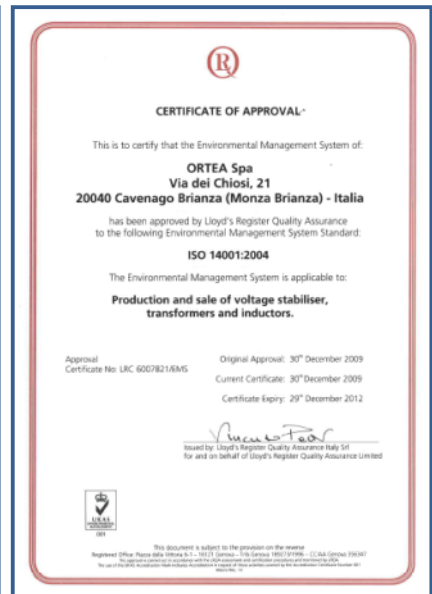 CERTIFICATE OF APPROVAL
This is to certify that the Environmental Management System of:
ORTEA Spa
Via dei Chiosi, 21
20040 Cavenago Brianza (Monza Brianza) - Italia
has been approved by Lloyd's Register Quality Assurance
to the following Environmental Management System Standard:
ISO 14001:2004
The Environmental Management System is applicable to:
Production and sale of voltage stabiliser,
transformers and inductors.
Approval
Certificate No: LRC 6007821/EMS
Original Approval: 30th December 2009
Current Certificate: 30th December 2009
Certificate Expiry: 29th December 2012
Issued by: Lloyd's Register Quality Assurance Italy Srl
for and on behalf of Lloyd's Register Quality Assurance Limited
UKAS
ENVIRONMENTAL
MANAGEMENT
001
This document is subject to the provision on the reverse